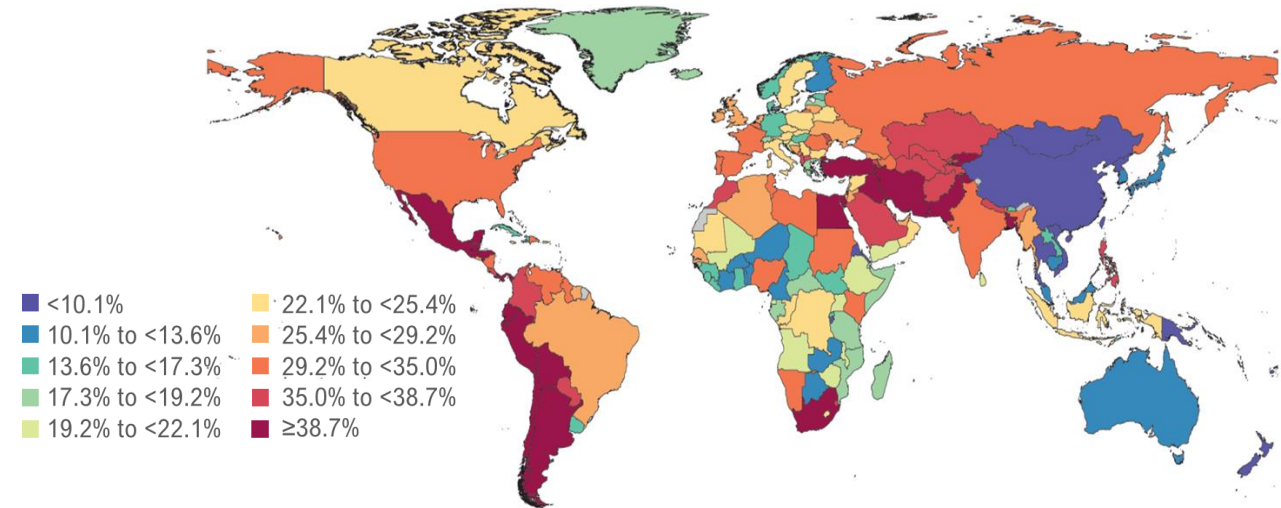 <10.1%
10.1% to <13.6%
13.6% to <17.3%
17.3% to <19.2%
19.2% to <22.1%
22.1% to <25.4%
25.4% to <29.2%
29.2% to <35.0%
35.0% to <38.7%
≥38.7%